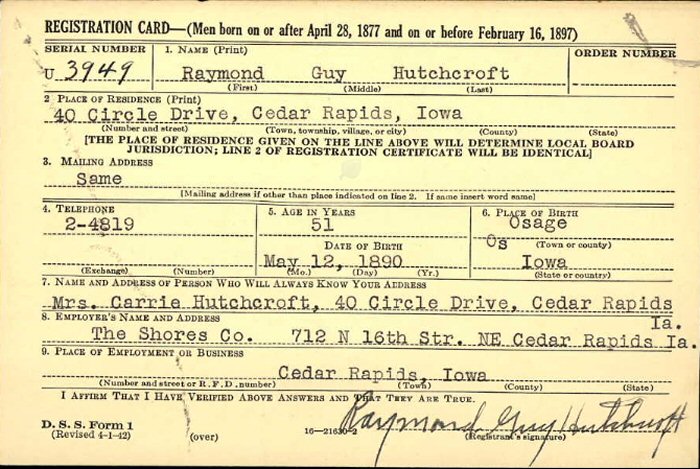 REGISTRATION CARD—(Men born on or after April 28, 1877 and on or before February 16, 1897)
SERIAL NUMBER 1. NAME (Print) ORDER NUMBER
U 3949 Raymond Guy Hutchcroft
(First) (Middle) (Last)
2 PLACE OF RESIDENCE (Print)
40 Circle Drive, Cedar Rapids, Iowa
(Number and street) (Town, township, village, or city) (County) (State)
[THE PLACE OF RESIDENCE GIVEN ON THE LINE ABOVE WILL DETERMINE LOCAL BOARD
JURISDICTION; LINE 2 OF REGISTRATION CERTIFICATE WILL BE IDENTICAL]
3. MAILING ADDRESS
Same
[Mailing address if other than place indicated on line 2. If same insert word same]
4. TELEPHONE 5. AGE IN YEARS 6. PLACE OF BIRTH
2-4819 51 Osage
DATE OF BIRTH Os (Town or county)
May 12, 1890 Iowa
(Exchange) (Number) (Mo.) (Day) (Yr.) (State or country)
7. NAME AND ADDRESS OF PERSON WHO WILL ALWAYS KNOW YOUR ADDRESS
Mrs. Carrie Hutchcroft, 40 Circle Drive, Cedar Rapids
8. EMPLOYER'S NAME AND ADDRESS Ia.
The Shores Co. 712 N 16th Str. NE Cedar Rapids Ia.
9. PLACE OF EMPLOYMENT OR BUSINESS
Cedar Rapids, Iowa
(Number and street or R. F. D. number) (Town) (County) (State)
I AFFIRM THAT I HAVE VERIFIED ABOVE ANSWERS AND THAT THEY ARE TRUE.
Raymond Guy Hutchcroft
D. S. S. Form 1
(Revised 4-1-42) (over) 16—21630-2 (Registrant's signature)